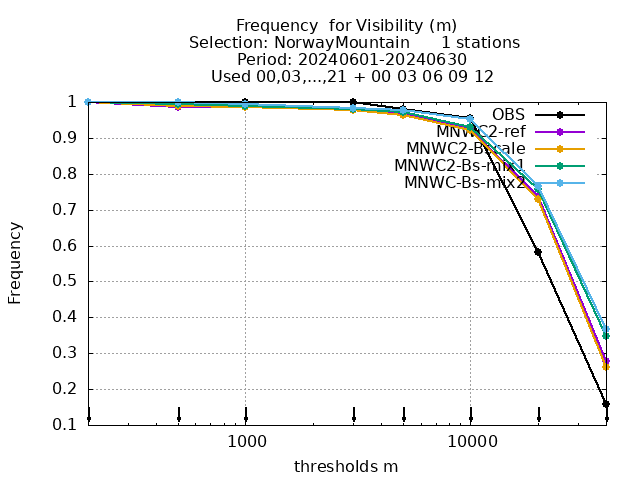 Frequency  for Visibility (m)
Selection: NorwayMountain      1 stations
Period: 20240601-20240630
Used 00,03,...,21 + 00 03 06 09 12
OBS
MNWC2-ref
MNWC2-Bscale
MNWC2-Bs-mix1
MNWC-Bs-mix2
1
0.9
0.8
0.7
0.6
0.5
0.4
0.3
0.2
0.1
Frequency
1000
10000
thresholds m